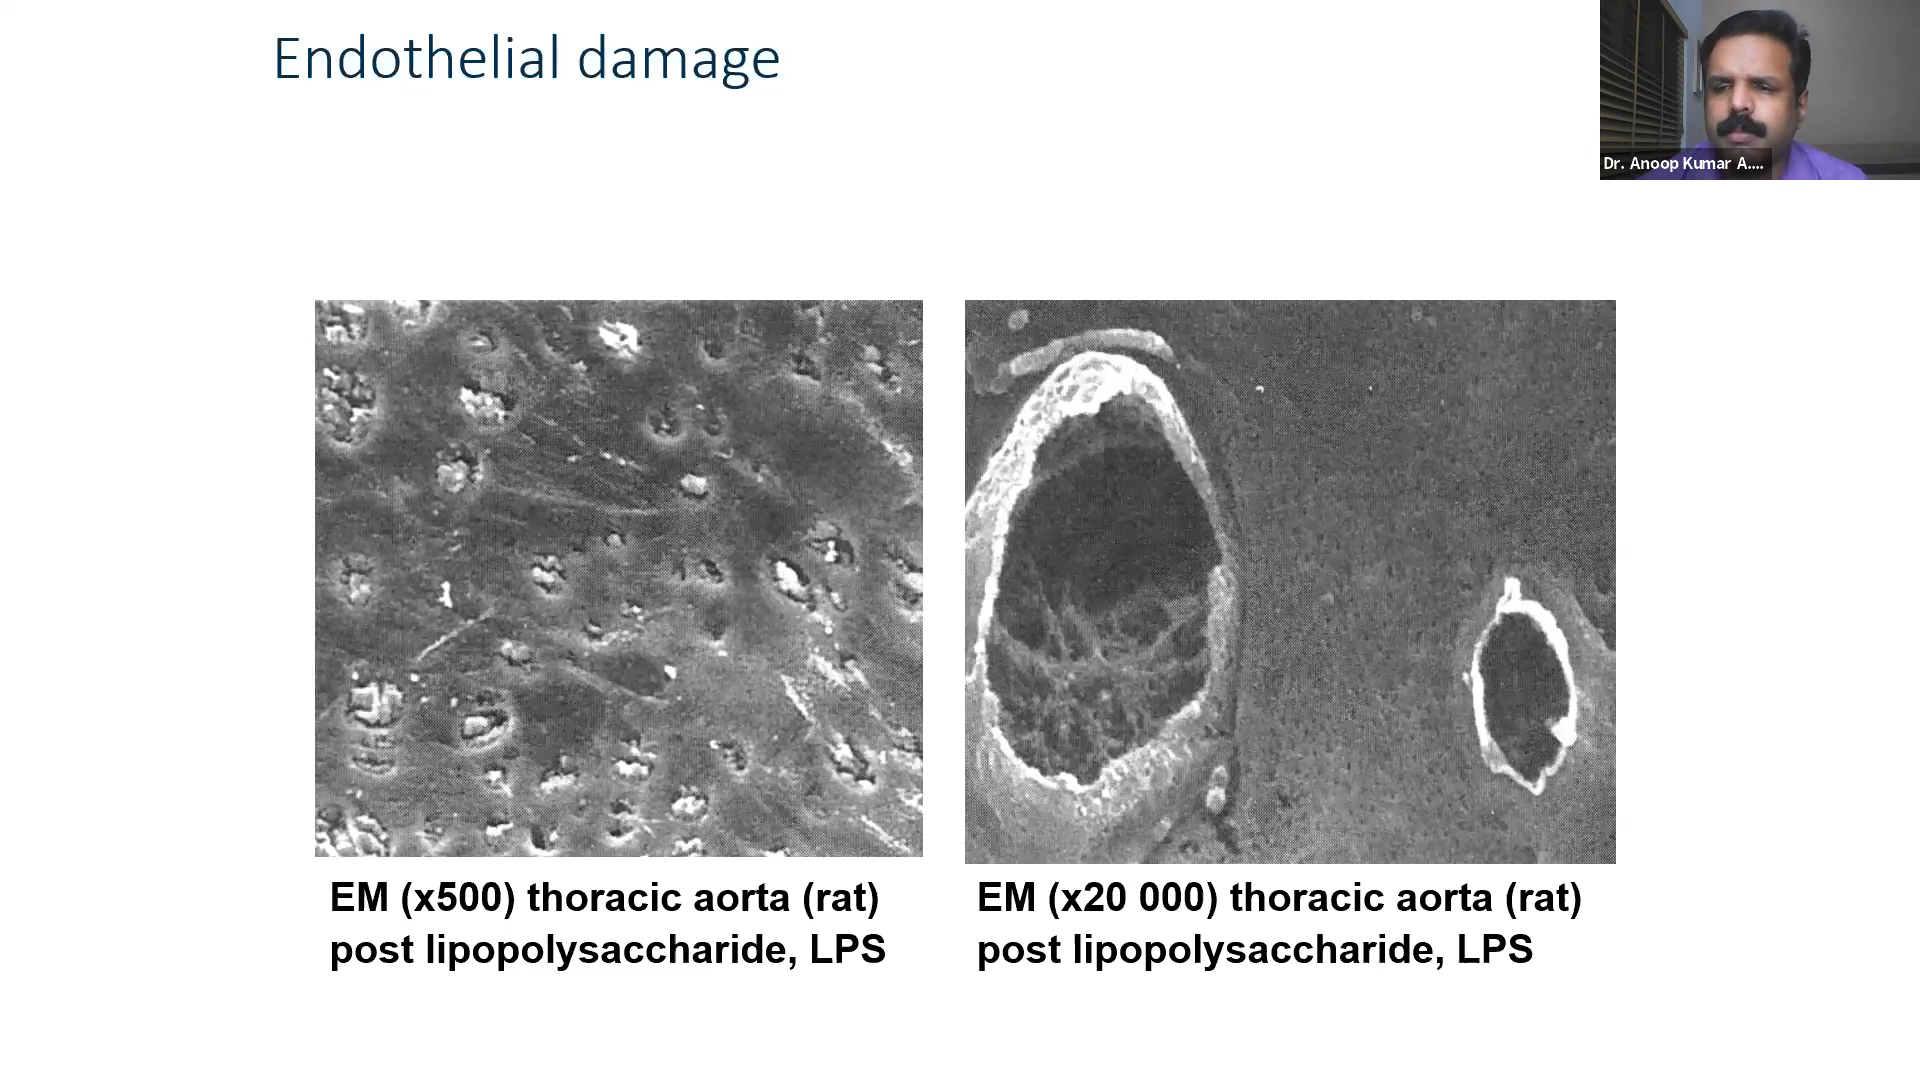 Endothelial damage
Dr. Anoop Kumar A....
EM (x500) thoracic aorta (rat)
post lipopolysaccharide, LPS
EM (x20 000) thoracic aorta (rat)
post lipopolysaccharide, LPS